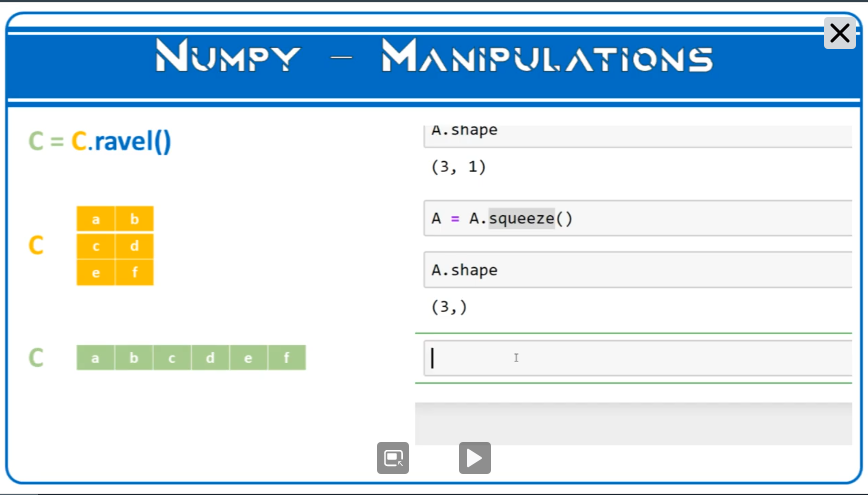 NUMPY – MANIPULATIONS
C = C.ravel()
C
a b
c d
e f
C
a b c d e f
A.shape
(3, 1)
A = A.squeeze()
A.shape
(3,)